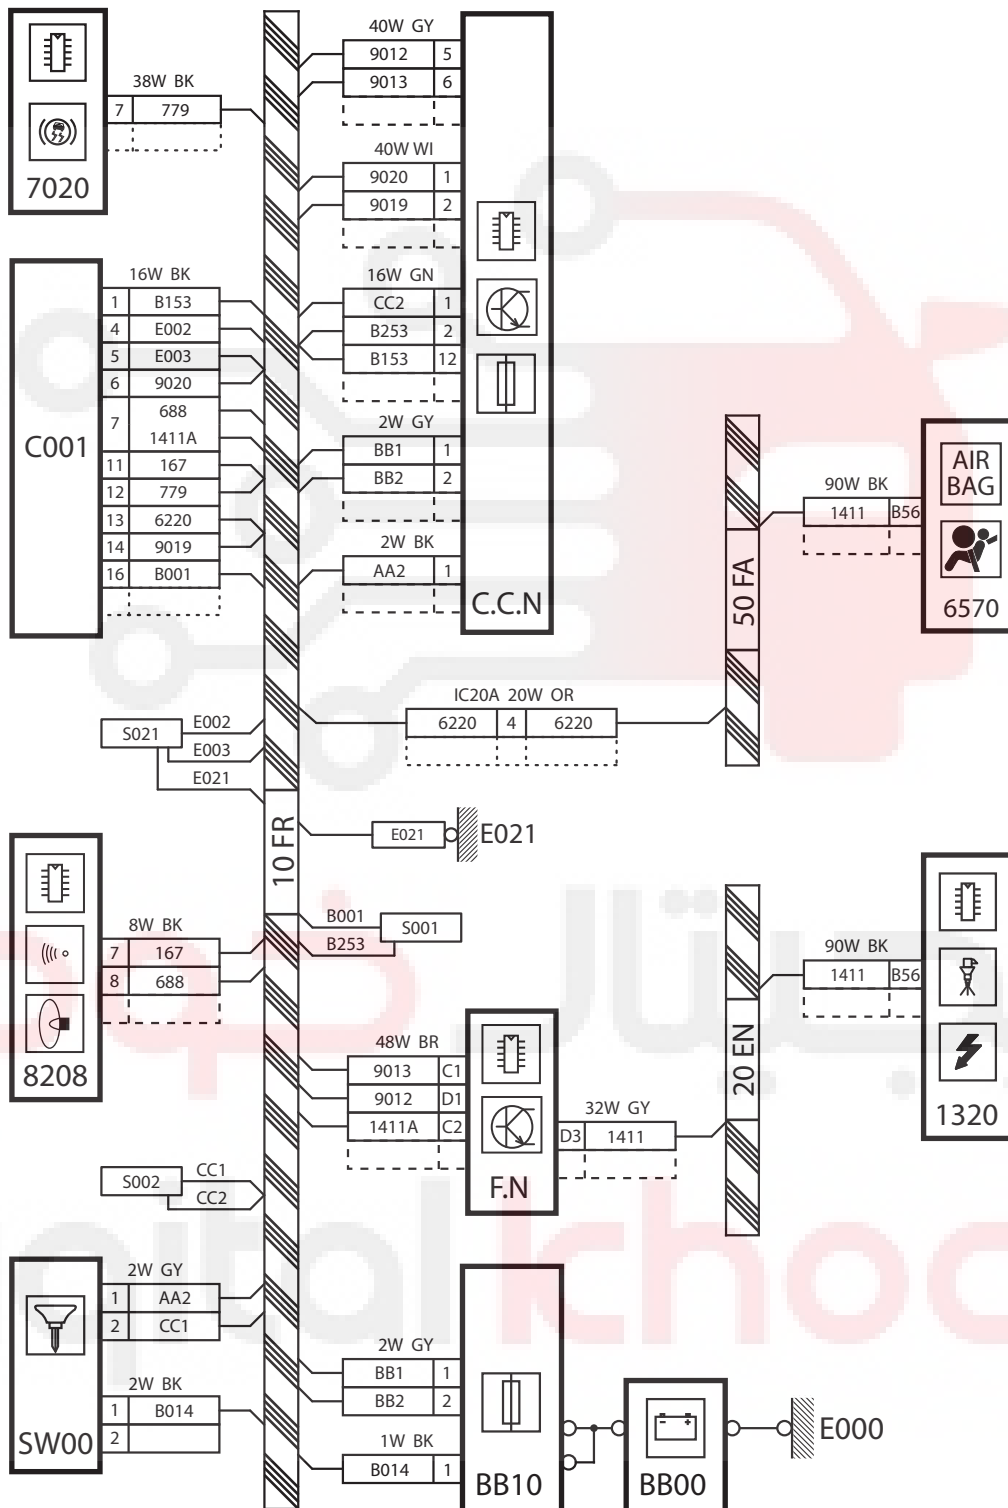 40W GY
9012 5
9013 6
38W BK
7 779
7020
40W WI
9020 1
9019 2
16W GN
CC2 1
B253 2
B153 12
2W GY
BB1 1
BB2 2
2W BK
AA2 1
C.C.N
16W BK
1 B153
4 E002
5 E003
6 9020
7 688
1411A
11 167
12 779
13 6220
14 9019
16 B001
C001
50 FA
90W BK
1411 B56
AIR
BAG
6570
IC20A 20W OR
6220 4 6220
S021
E002
E003
E021
10 FR
E021
E021
B001
B253
S001
8W BK
7 167
8 688
8208
48W BR
9013 C1
9012 D1
1411A C2
F.N
32W GY
D3 1411
20 EN
90W BK
1411 B56
1320
S002
CC1
CC2
2W GY
1 AA2
2 CC1
2W BK
1 B014
2
SW00
2W GY
BB1 1
BB2 2
1W BK
B014 1
BB10
BB00
E000
دیجیتال خودرو
digital khodro